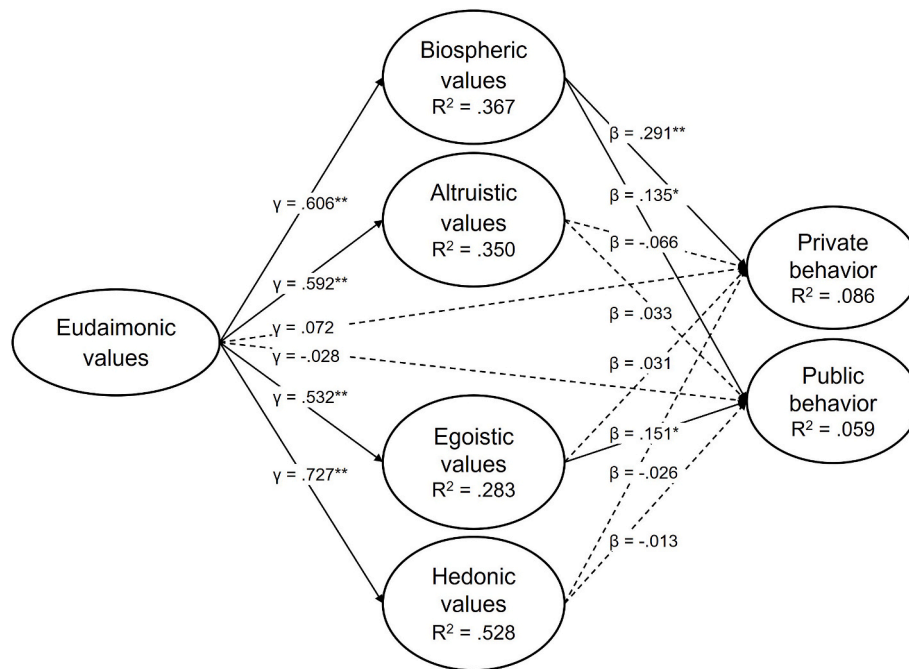 Biospheric
values
R² = .367
Altruistic
values
R² = .350
Eudaimonic
values
Egoistic
values
R² = .283
Hedonic
values
R² = .528
Private
behavior
R² = .086
Public
behavior
R² = .059
γ = .606**
γ = .592**
γ = .072
γ = -.028
γ = .532**
γ = .727**
β = .291**
β = .135*
β = -.066
β = .033
β = .031
β = .151*
β = -.026
β = -.013